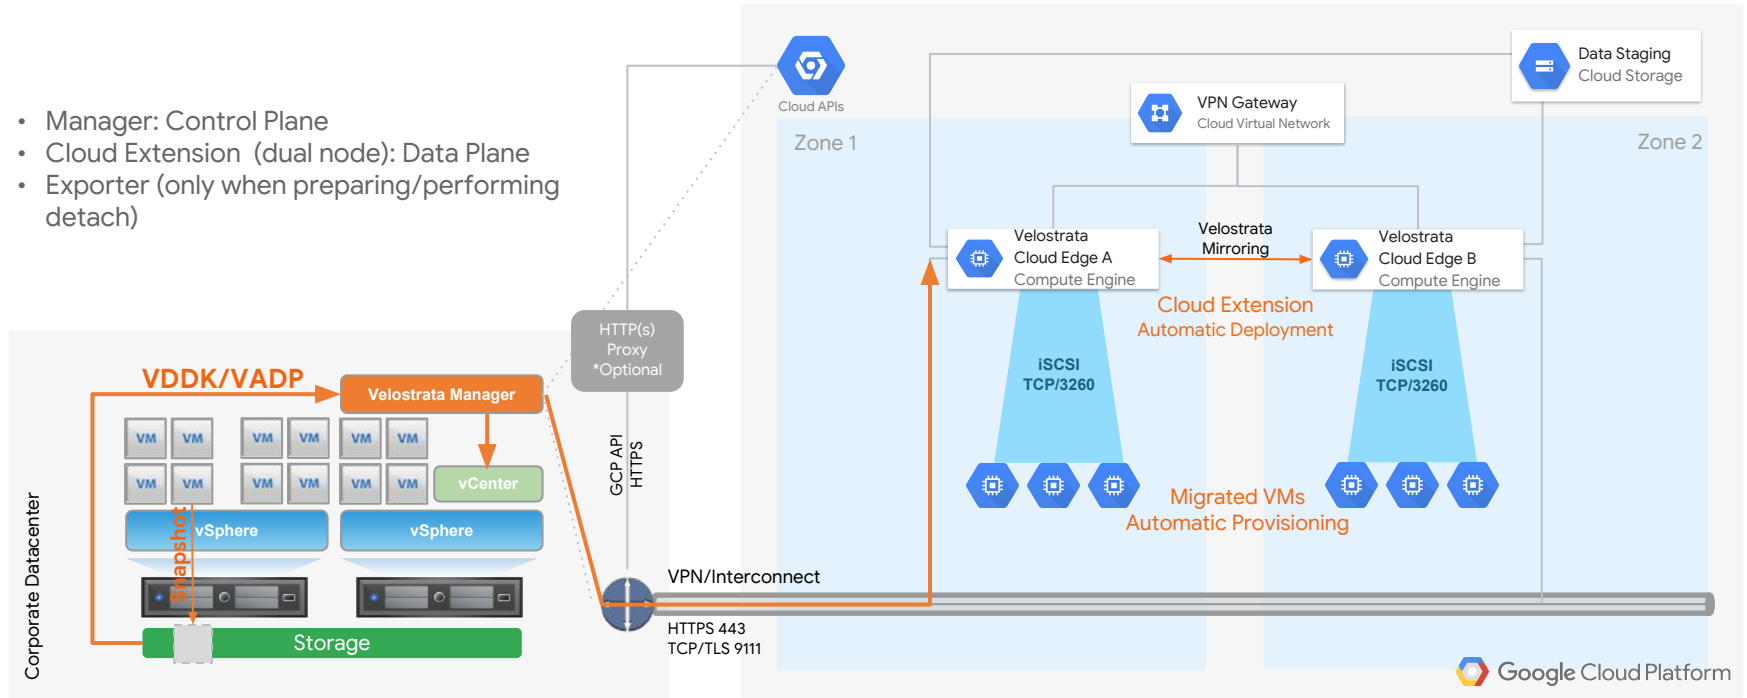 • Manager: Control Plane
• Cloud Extension (dual node): Data Plane
• Exporter (only when preparing/performing
detach)
Cloud APIs
Data Staging
Cloud Storage
VPN Gateway
Cloud Virtual Network
Zone 1
Zone 2
Velostrata
Cloud Edge A
Compute Engine
Velostrata
Mirroring
Velostrata
Cloud Edge B
Compute Engine
Cloud Extension
Automatic Deployment
HTTP(s)
Proxy
*Optional
iSCSI
TCP/3260
iSCSI
TCP/3260
VDDK/VADP
Velostrata Manager
VM VM VM VM VM VM
VM VM VM VM VM VM
vCenter
GCP API
HTTPS
Migrated VMs
Automatic Provisioning
Corporate Datacenter
vSphere
vSphere
Snapshot
VPN/Interconnect
HTTPS 443
TCP/TLS 9111
Storage
Google Cloud Platform